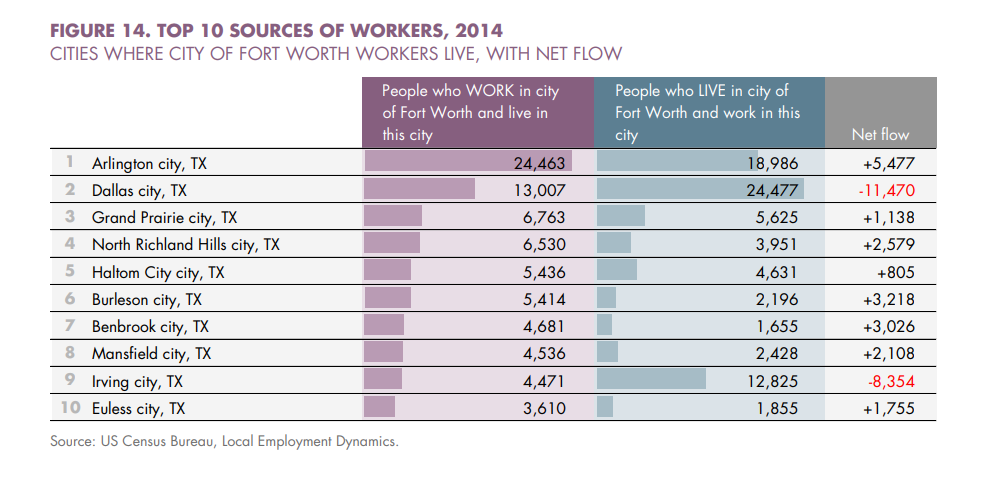 FIGURE 14. TOP 10 SOURCES OF WORKERS, 2014
CITIES WHERE CITY OF FORT WORTH WORKERS LIVE, WITH NET FLOW
People who WORK in city of Fort Worth and live in this city
People who LIVE in city of Fort Worth and work in this city
Net flow
1 Arlington city, TX 24,463 18,986 +5,477
2 Dallas city, TX 13,007 24,477 -11,470
3 Grand Prairie city, TX 6,763 5,625 +1,138
4 North Richland Hills city, TX 6,530 3,951 +2,579
5 Haltom City city, TX 5,436 4,631 +805
6 Burleson city, TX 5,414 2,196 +3,218
7 Benbrook city, TX 4,681 1,655 +3,026
8 Mansfield city, TX 4,536 2,428 +2,108
9 Irving city, TX 4,471 12,825 -8,354
10 Euless city, TX 3,610 1,855 +1,755
Source: US Census Bureau, Local Employment Dynamics.